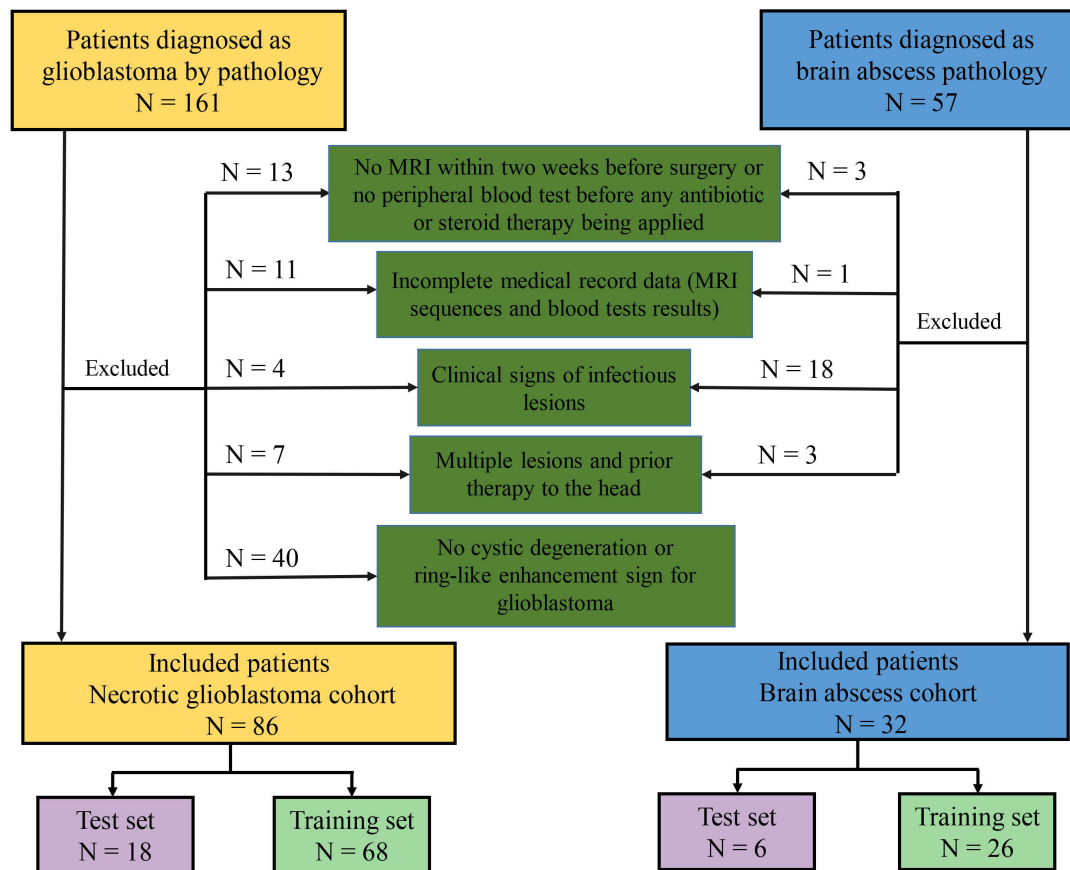 Patients diagnosed as
glioblastoma by pathology
N = 161
Patients diagnosed as
brain abscess pathology
N = 57
N = 13
No MRI within two weeks before surgery or
no peripheral blood test before any antibiotic
or steroid therapy being applied
N = 3
N = 11
Incomplete medical record data (MRI
sequences and blood tests results)
N = 1
Excluded
Excluded
N = 4
Clinical signs of infectious
lesions
N = 18
N = 7
Multiple lesions and prior
therapy to the head
N = 3
N = 40
No cystic degeneration or
ring-like enhancement sign for
glioblastoma
Included patients
Necrotic glioblastoma cohort
N = 86
Included patients
Brain abscess cohort
N = 32
Test set
N = 18
Training set
N = 68
Test set
N = 6
Training set
N = 26